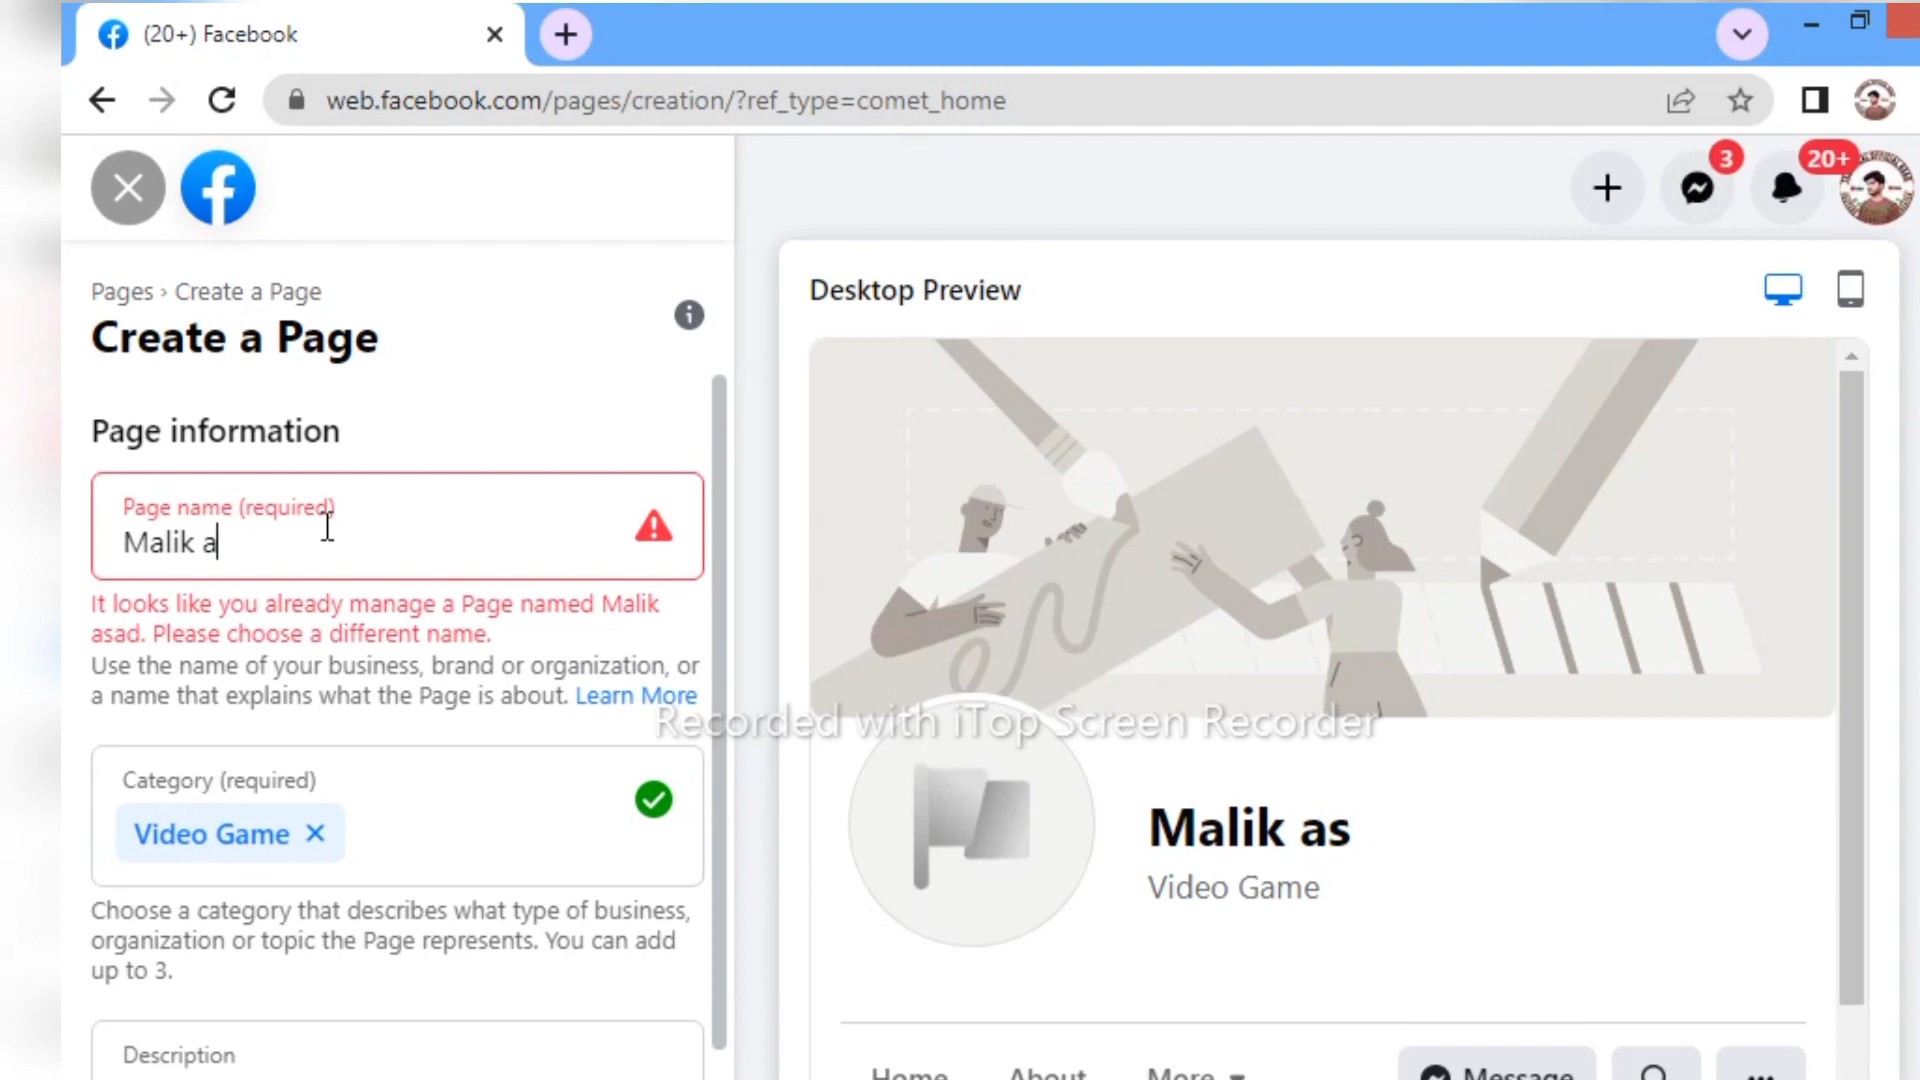 (20+) Facebook
web.facebook.com/pages/creation/?ref_type=comet_home
3
20+
Pages › Create a Page
Create a Page
Page information
Page name (required)
Malik a
It looks like you already manage a Page named Malik
asad. Please choose a different name.
Use the name of your business, brand or organization, or
a name that explains what the Page is about. Learn More
Category (required)
Video Game
Choose a category that describes what type of business,
organization or topic the Page represents. You can add
up to 3.
Description
Desktop Preview
Recorded with iTop Screen Recorder
Malik as
Video Game
Home About More Message